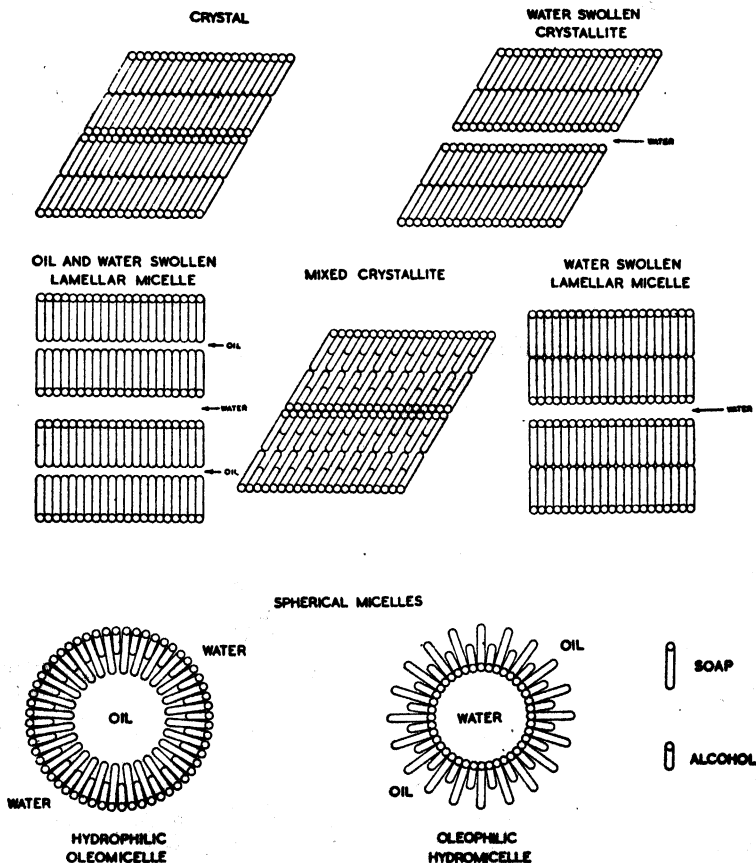 CRYSTAL
WATER SWOLLEN
CRYSTALLITE
WATER
OIL AND WATER SWOLLEN
LAMELLAR MICELLE
MIXED CRYSTALLITE
WATER SWOLLEN
LAMELLAR MICELLE
OIL
WATER
OIL
WATER
SPHERICAL MICELLES
WATER
OIL
WATER
HYDROPHILIC
OLEOMICELLE
OIL
WATER
OIL
OLEOPHILIC
HYDROMICELLE
SOAP
ALCOHOL